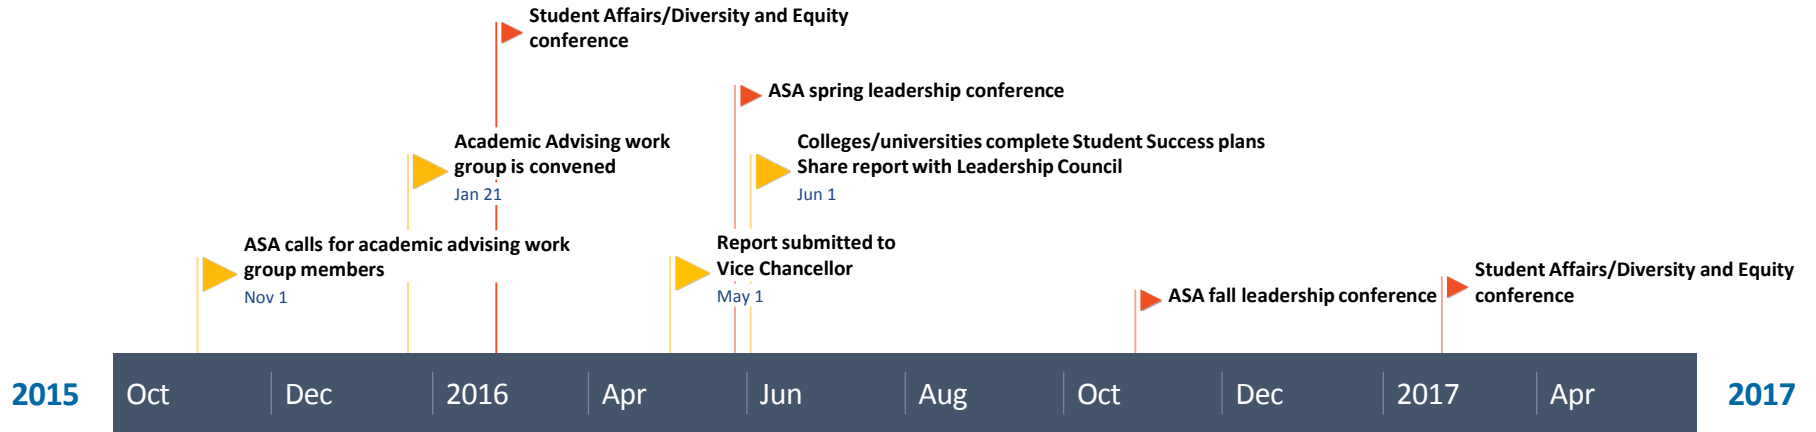 Student Affairs/Diversity and Equity
conference
ASA spring leadership conference
Academic Advising work
group is convened
Jan 21
Colleges/universities complete Student Success plans
Share report with Leadership Council
Jun 1
ASA calls for academic advising work
group members
Nov 1
Report submitted to
Vice Chancellor
May 1
ASA fall leadership conference
Student Affairs/Diversity and Equity
conference
2015 Oct Dec 2016 Apr Jun Aug Oct Dec 2017 Apr 2017